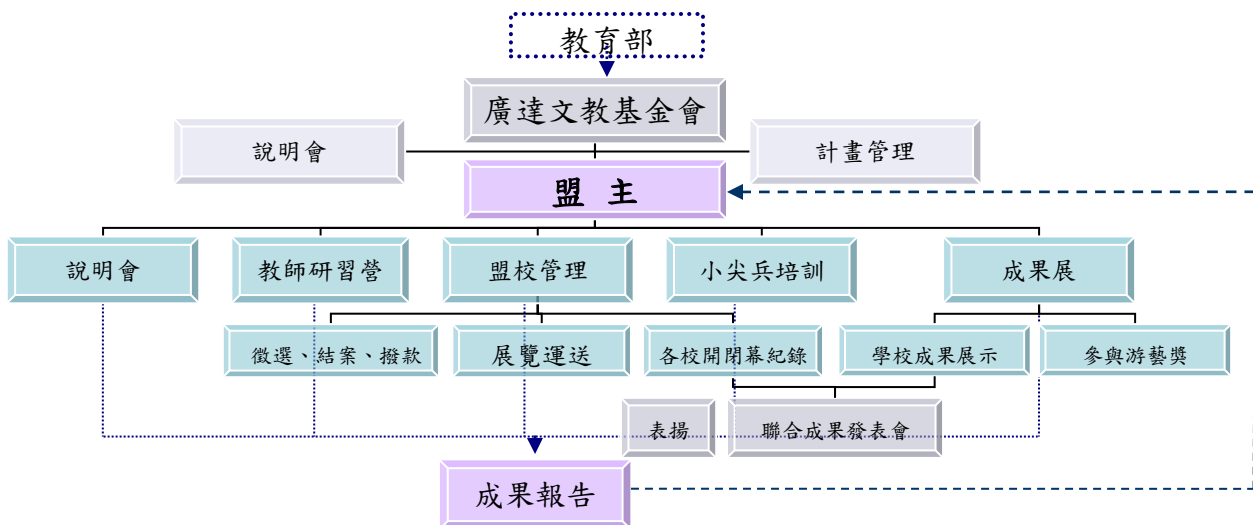 教育部
廣達文教基金會
說明會
計畫管理
盟 主
說明會
教師研習營
盟校管理
小尖兵培訓
成果展
徵選、結案、撥款
展覽運送
各校開閉幕紀錄
學校成果展示
參與游藝獎
表揚
聯合成果發表會
成果報告